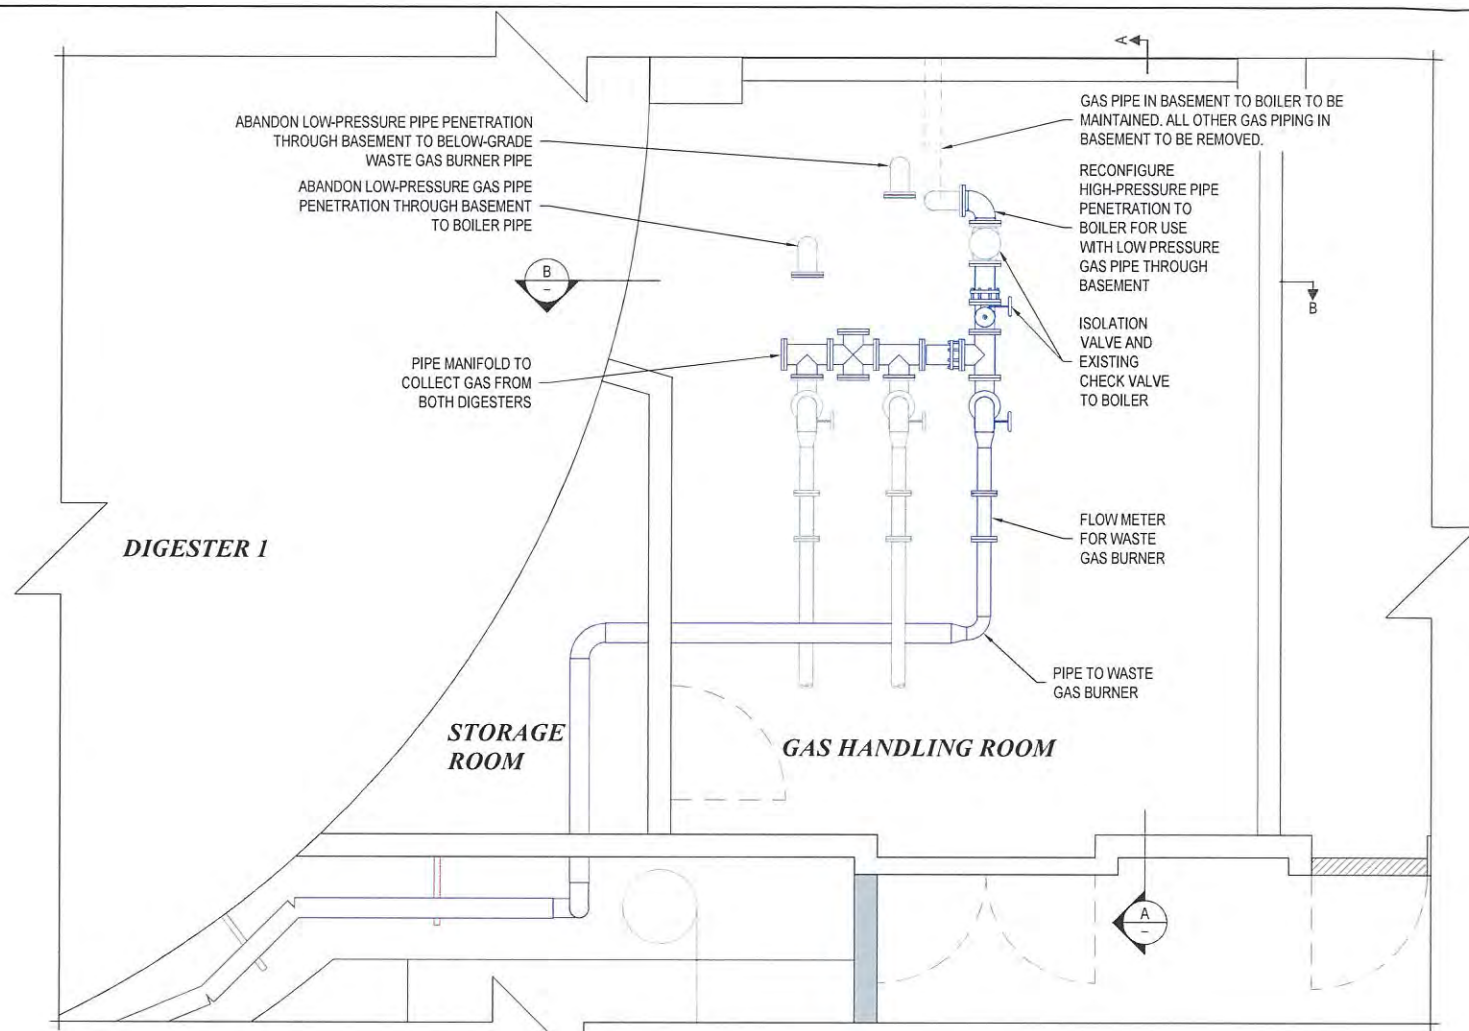 A
ABANDON LOW-PRESSURE PIPE PENETRATION
THROUGH BASEMENT TO BELOW-GRADE
WASTE GAS BURNER PIPE
ABANDON LOW-PRESSURE GAS PIPE
PENETRATION THROUGH BASEMENT
TO BOILER PIPE
GAS PIPE IN BASEMENT TO BOILER TO BE
MAINTAINED. ALL OTHER GAS PIPING IN
BASEMENT TO BE REMOVED.
RECONFIGURE
HIGH-PRESSURE PIPE
PENETRATION TO
BOILER FOR USE
WITH LOW PRESSURE
GAS PIPE THROUGH
BASEMENT
B
–
B
ISOLATION
VALVE AND
EXISTING
CHECK VALVE
TO BOILER
PIPE MANIFOLD TO
COLLECT GAS FROM
BOTH DIGESTERS
FLOW METER
FOR WASTE
GAS BURNER
DIGESTER 1
PIPE TO WASTE
GAS BURNER
STORAGE
ROOM
GAS HANDLING ROOM
A
–